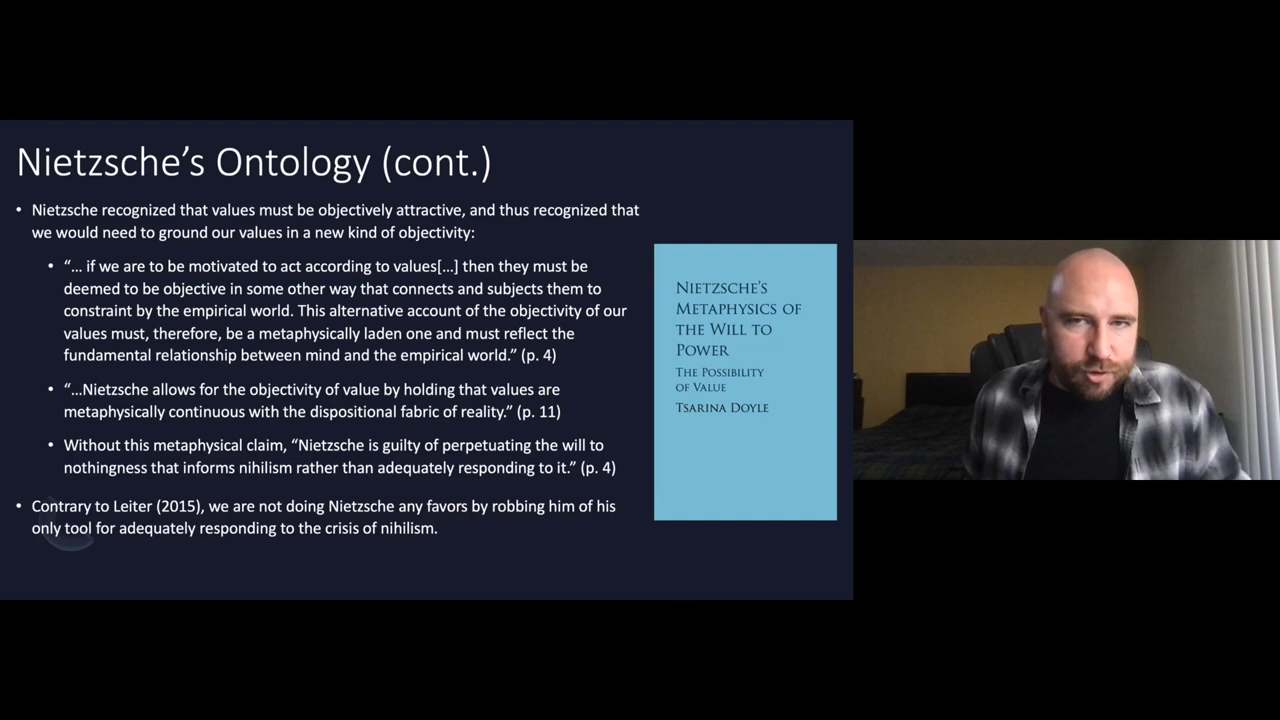 Nietzsche's Ontology (cont.)
• Nietzsche recognized that values must be objectively attractive, and thus recognized that
we would need to ground our values in a new kind of objectivity:
• “… if we are to be motivated to act according to values[…] then they must be
deemed to be objective in some other way that connects and subjects them to
constraint by the empirical world. This alternative account of the objectivity of our
values must, therefore, be a metaphysically laden one and must reflect the
fundamental relationship between mind and the empirical world.” (p. 4)
• “…Nietzsche allows for the objectivity of value by holding that values are
metaphysically continuous with the dispositional fabric of reality.” (p. 11)
• Without this metaphysical claim, “Nietzsche is guilty of perpetuating the will to
nothingness that informs nihilism rather than adequately responding to it.” (p. 4)
• Contrary to Leiter (2015), we are not doing Nietzsche any favors by robbing him of his
only tool for adequately responding to the crisis of nihilism.
Nietzsche's
Metaphysics of
the Will to
Power
The Possibility
of Value
Tsarina Doyle